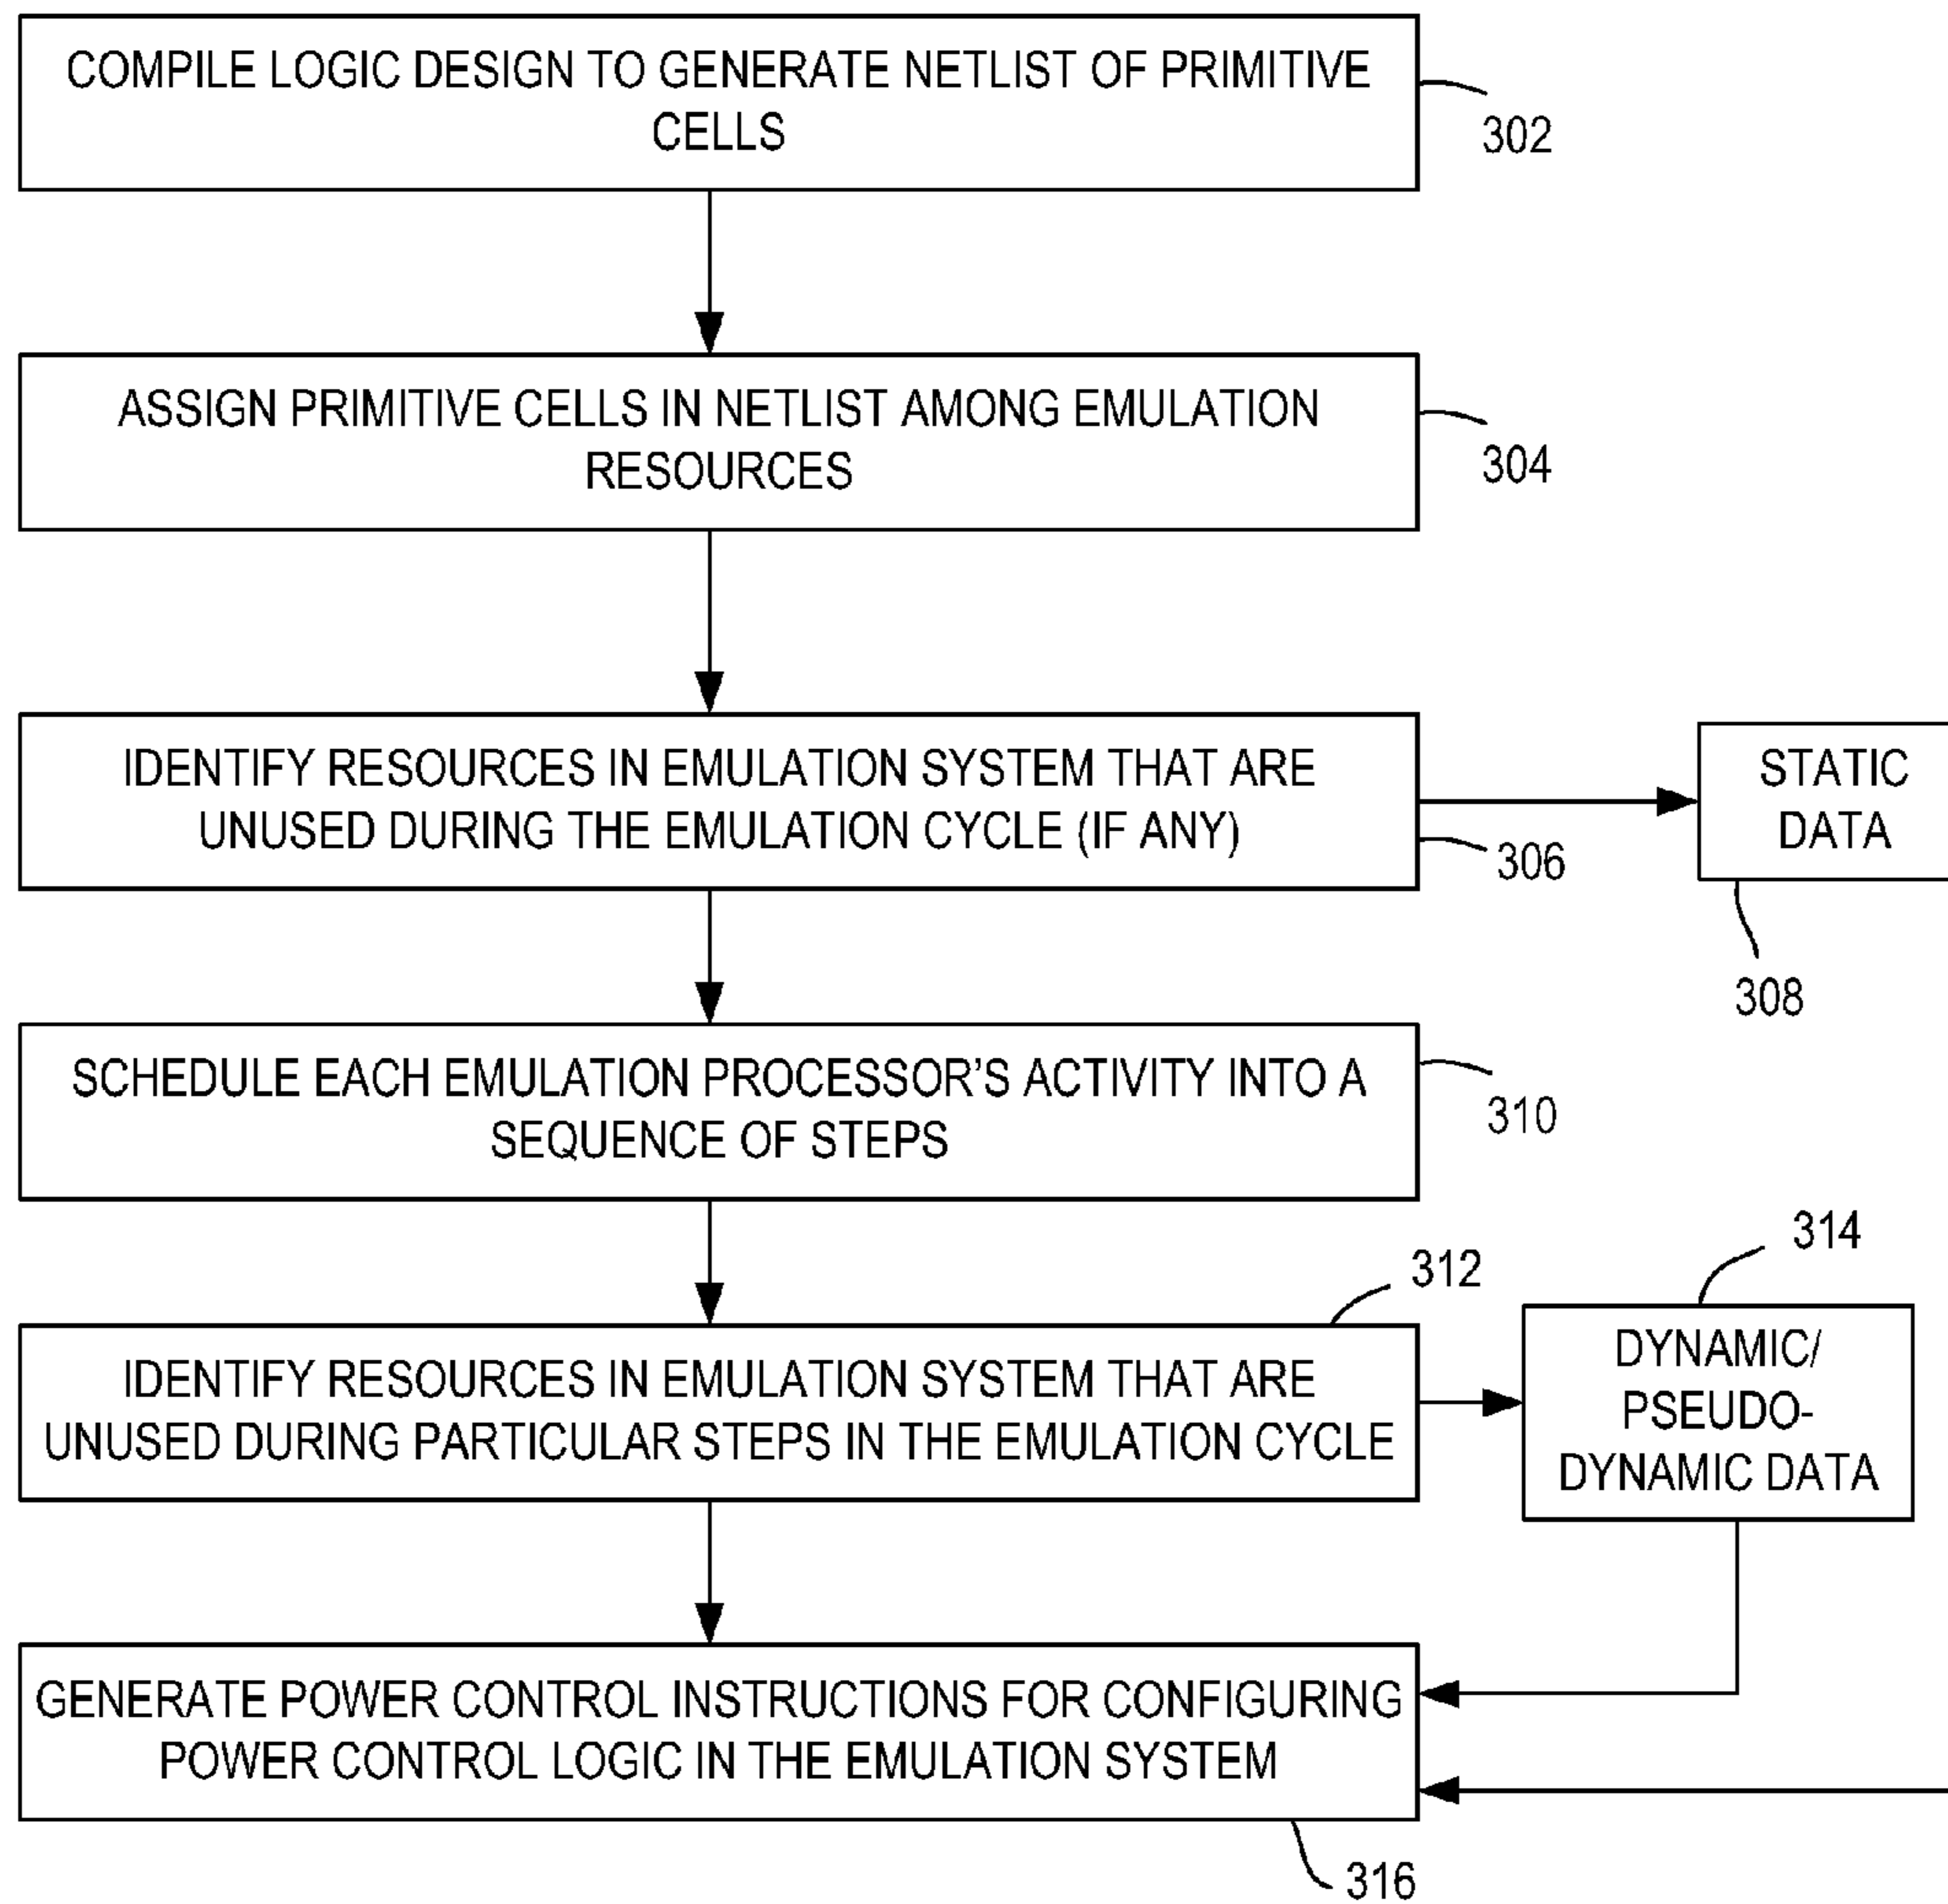 COMPILE LOGIC DESIGN TO GENERATE NETLIST OF PRIMITIVE
CELLS
302
ASSIGN PRIMITIVE CELLS IN NETLIST AMONG EMULATION
RESOURCES
304
IDENTIFY RESOURCES IN EMULATION SYSTEM THAT ARE
UNUSED DURING THE EMULATION CYCLE (IF ANY)
306
STATIC
DATA
308
SCHEDULE EACH EMULATION PROCESSOR'S ACTIVITY INTO A
SEQUENCE OF STEPS
310
312
IDENTIFY RESOURCES IN EMULATION SYSTEM THAT ARE
UNUSED DURING PARTICULAR STEPS IN THE EMULATION CYCLE
314
DYNAMIC/
PSEUDO-
DYNAMIC DATA
GENERATE POWER CONTROL INSTRUCTIONS FOR CONFIGURING
POWER CONTROL LOGIC IN THE EMULATION SYSTEM
316